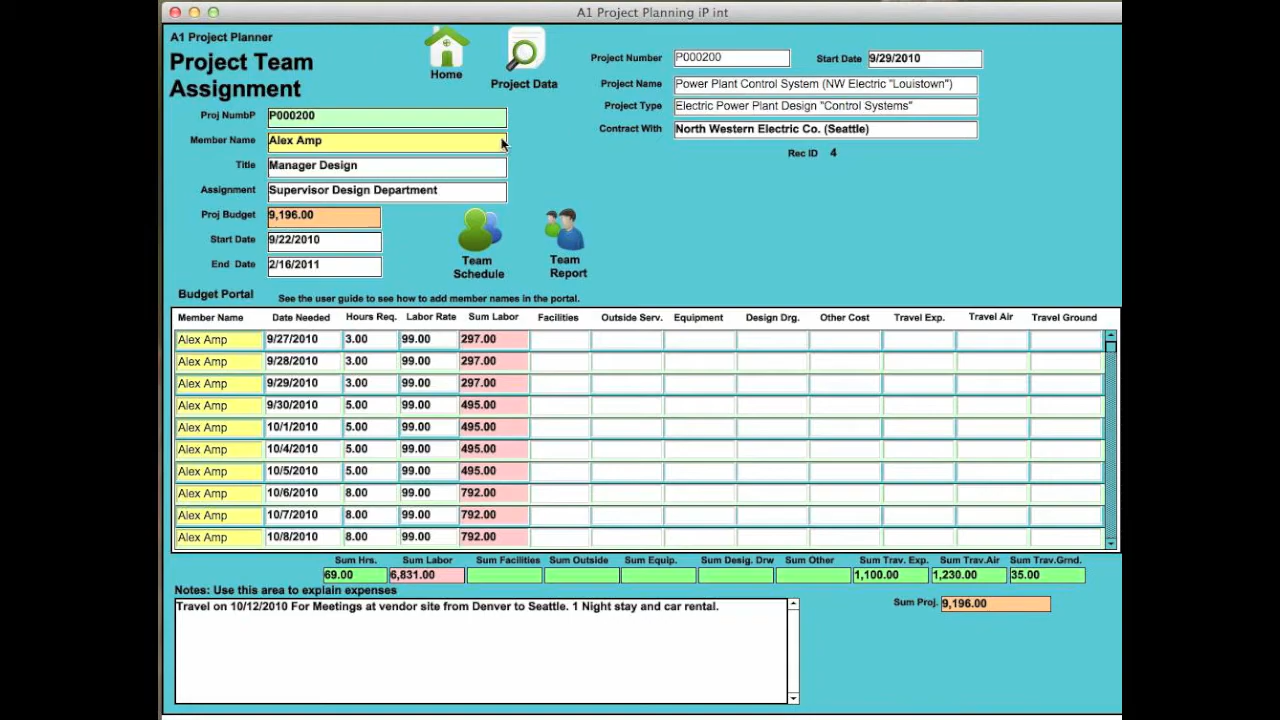 A1 Project Planning iP int
A1 Project Planner
Project Team
Assignment
Home
Project Data
Project Number P000200 Start Date 9/29/2010
Project Name Power Plant Control System (NW Electric "Louistown")
Project Type Electric Power Plant Design "Control Systems"
Contract With North Western Electric Co. (Seattle)
Rec ID 4
Proj NumbP P000200
Member Name Alex Amp
Title Manager Design
Assignment Supervisor Design Department
Proj Budget 9,196.00
Start Date 9/22/2010
End Date 2/16/2011
Team
Schedule
Team
Report
Budget Portal See the user guide to see how to add member names in the portal.
Member Name Date Needed Hours Req. Labor Rate Sum Labor Facilities Outside Serv. Equipment Design Drg. Other Cost Travel Exp. Travel Air Travel Ground
Alex Amp 9/27/2010 3.00 99.00 297.00
Alex Amp 9/28/2010 3.00 99.00 297.00
Alex Amp 9/29/2010 3.00 99.00 297.00
Alex Amp 9/30/2010 5.00 99.00 495.00
Alex Amp 10/1/2010 5.00 99.00 495.00
Alex Amp 10/4/2010 5.00 99.00 495.00
Alex Amp 10/5/2010 5.00 99.00 495.00
Alex Amp 10/6/2010 8.00 99.00 792.00
Alex Amp 10/7/2010 8.00 99.00 792.00
Alex Amp 10/8/2010 8.00 99.00 792.00
Sum Hrs. Sum Labor Sum Facilities Sum Outside Sum Equip. Sum Desig. Drw Sum Other Sum Trav. Exp. Sum Trav.Air Sum Trav.Grnd.
69.00 6,831.00 1,100.00 1,230.00 35.00
Notes: Use this area to explain expenses
Travel on 10/12/2010 For Meetings at vendor site from Denver to Seattle. 1 Night stay and car rental.
Sum Proj. 9,196.00